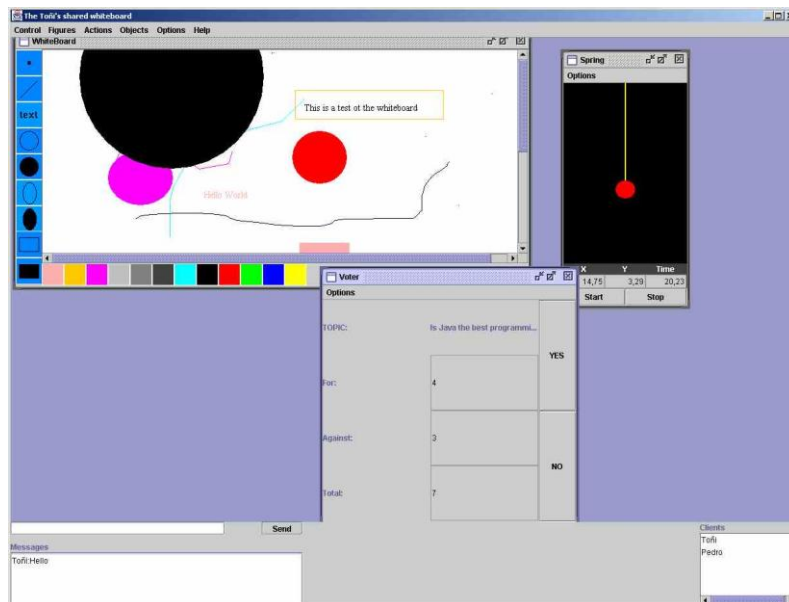 The Toñi's shared whiteboard
Control Figures Actions Objects Options Help
WhiteBoard
text
This is a test ot the whiteboard
Hello World
Spring
Options
X Y Time
14,75 3,29 20,23
Start Stop
Voter
Options
TOPIC: Is Java the best programmi...
YES
For: 4
Against: 3
NO
Total: 7
Send
Messages
Toñi:Hello
Clients
Toñi
Pedro